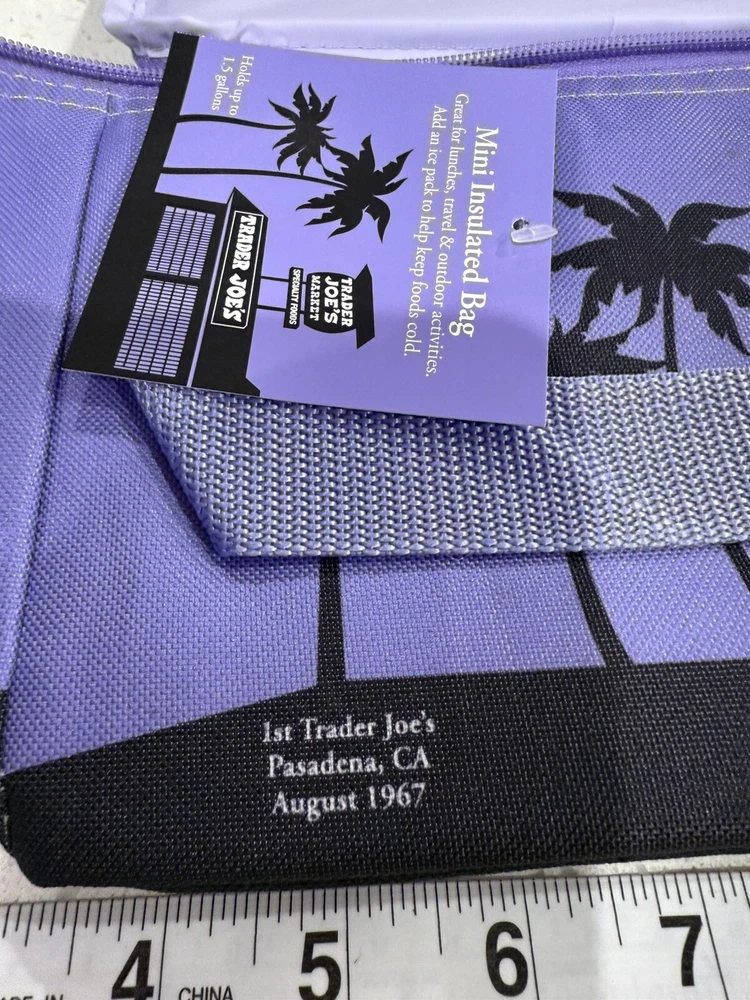 Mini Insulated Bag
Great for lunches, travel & outdoor activities.
Add an ice pack to help keep foods cold.
TRADER
JOE'S
MARKET
SPECIALTY FOODS
TRADER JOE'S
Holds up to
1.5 gallons
1st Trader Joe's
Pasadena, CA
August 1967
4 5 6 7
IN CHINA